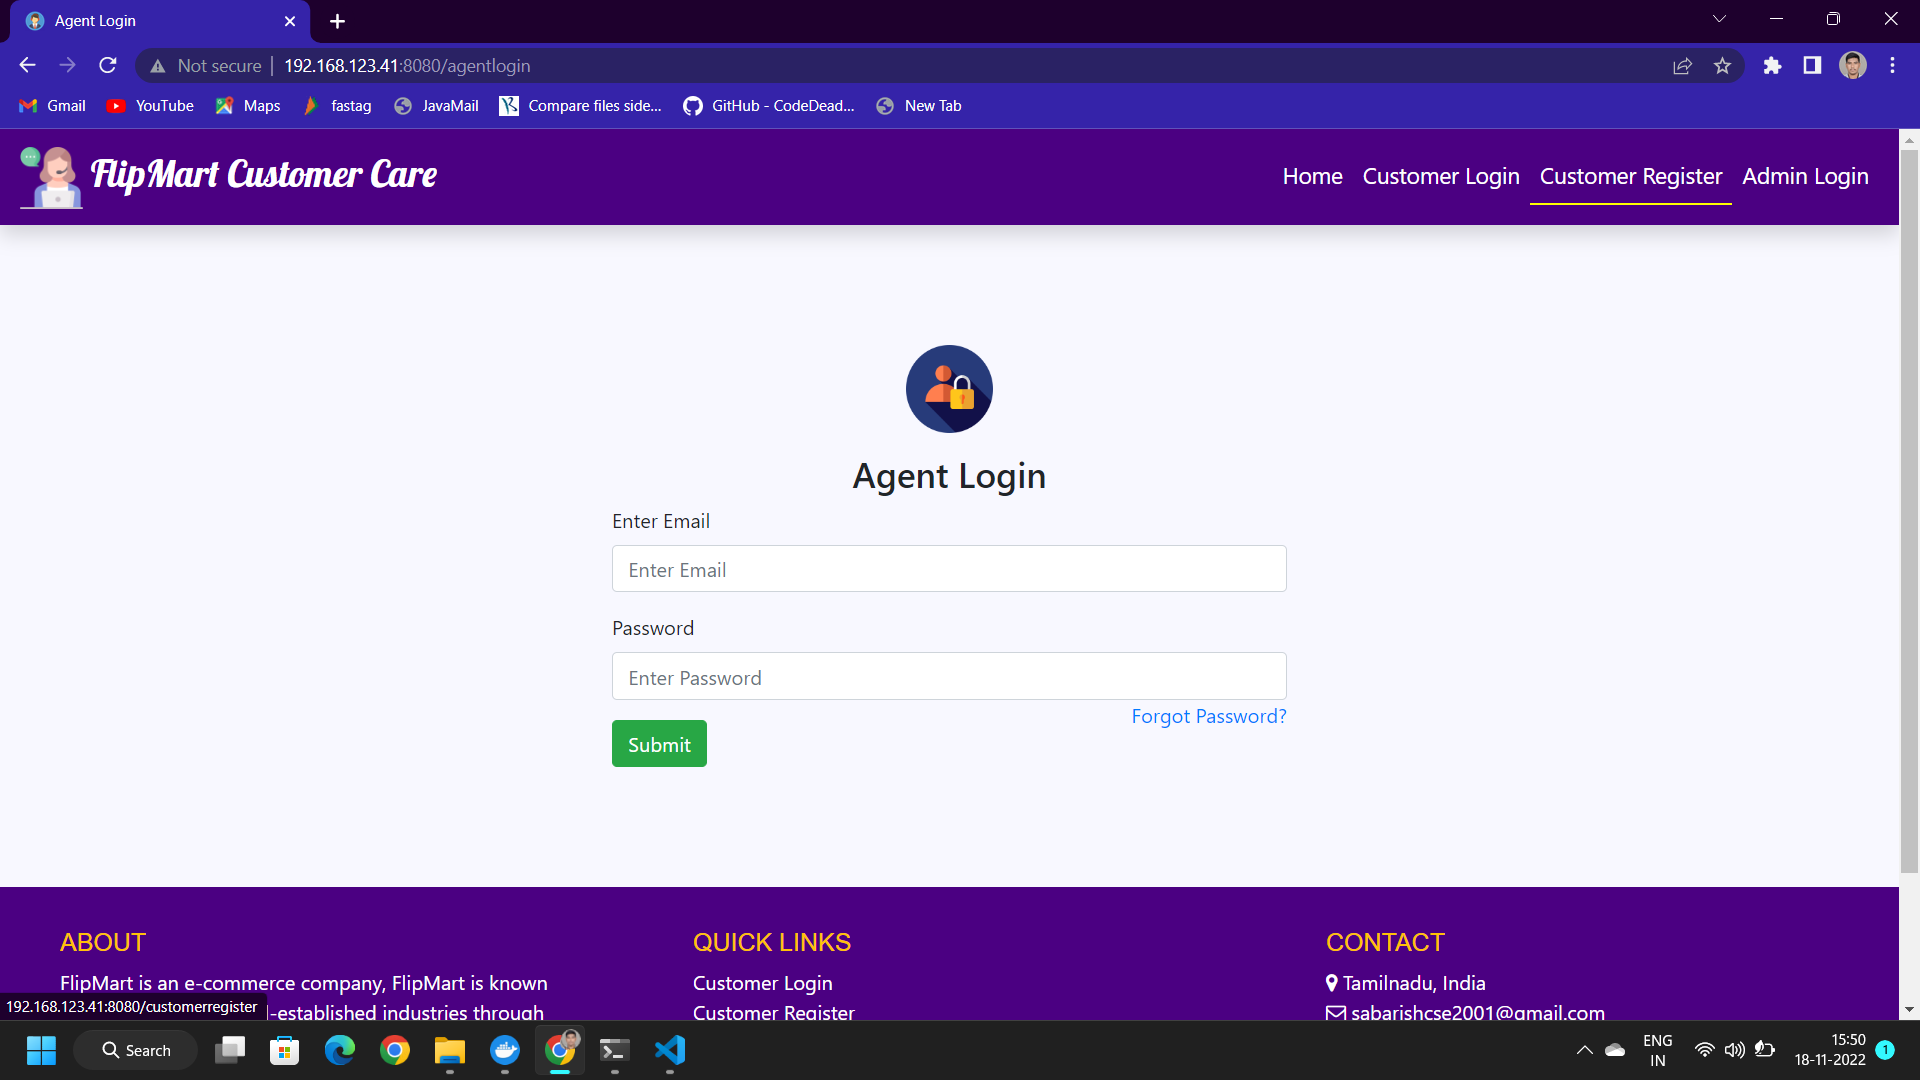 Agent Login
Not secure
192.168.123.41:8080/agentlogin
Gmail
YouTube
Maps
fastag
JavaMail
Compare files side...
GitHub - CodeDead...
New Tab
FlipMart Customer Care
Home
Customer Login
Customer Register
Admin Login
Agent Login
Enter Email
Enter Email
Password
Enter Password
Forgot Password?
Submit
ABOUT
FlipMart is an e-commerce company, FlipMart is known
-established industries through
QUICK LINKS
Customer Login
Customer Register
CONTACT
Tamilnadu, India
sabarishcse2001@gmail.com
192.168.123.41:8080/customerregister
Search
ENG
IN
15:50
18-11-2022
1